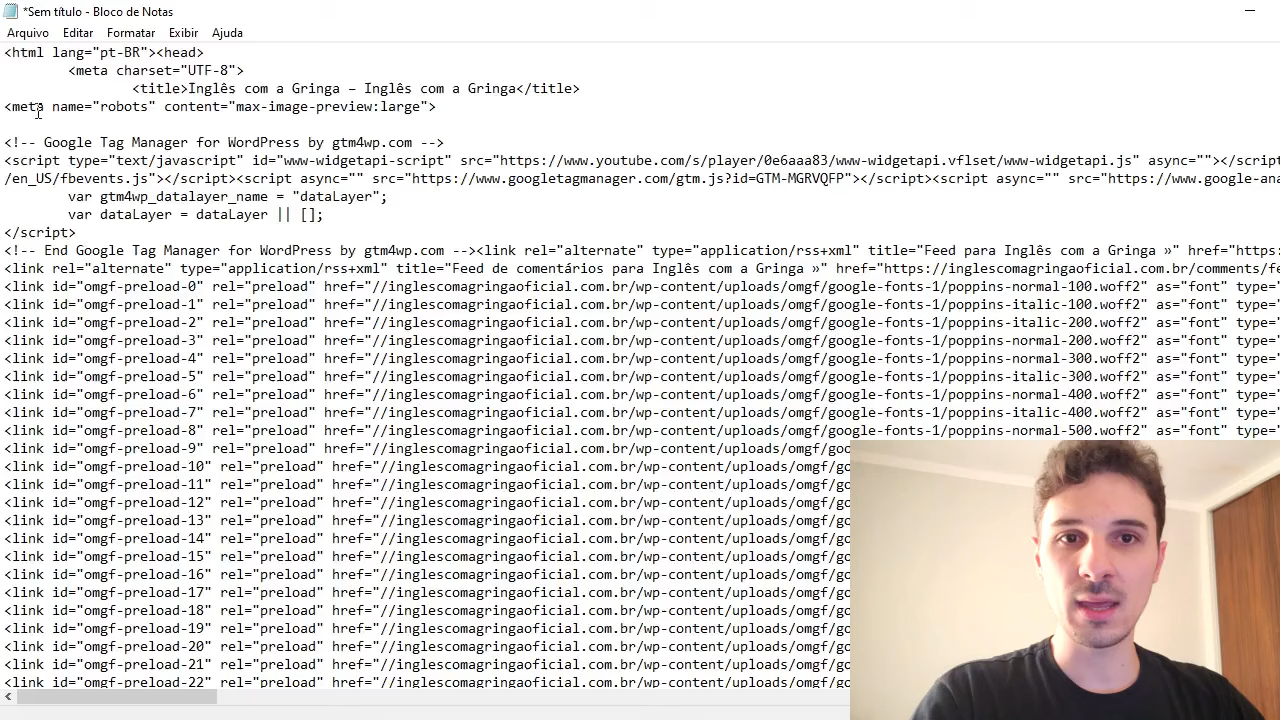 *Sem título - Bloco de Notas
Arquivo Editar Formatar Exibir Ajuda
<html lang="pt-BR"><head>
<meta charset="UTF-8">
<title>Inglês com a Gringa – Inglês com a Gringa</title>
<meta name="robots" content="max-image-preview:large">
<!-- Google Tag Manager for WordPress by gtm4wp.com -->
<script type="text/javascript" id="www-widgetapi-script" src="https://www.youtube.com/s/player/0e6aaa83/www-widgetapi.vflset/www-widgetapi.js" async=""></script
/en_US/fbevents.js"></script><script async="" src="https://www.googletagmanager.com/gtm.js?id=GTM-MGRVQFP"></script><script async="" src="https://www.google-ana
var gtm4wp_datalayer_name = "dataLayer";
var dataLayer = dataLayer || [];
</script>
<!-- End Google Tag Manager for WordPress by gtm4wp.com --><link rel="alternate" type="application/rss+xml" title="Feed para Inglês com a Gringa »" href="https:
<link rel="alternate" type="application/rss+xml" title="Feed de comentários para Inglês com a Gringa »" href="https://inglescomagringaoficial.com.br/comments/fe
<link id="omgf-preload-0" rel="preload" href="//inglescomagringaoficial.com.br/wp-content/uploads/omgf/google-fonts-1/poppins-normal-100.woff2" as="font" type="
<link id="omgf-preload-1" rel="preload" href="//inglescomagringaoficial.com.br/wp-content/uploads/omgf/google-fonts-1/poppins-italic-100.woff2" as="font" type="
<link id="omgf-preload-2" rel="preload" href="//inglescomagringaoficial.com.br/wp-content/uploads/omgf/google-fonts-1/poppins-italic-200.woff2" as="font" type="
<link id="omgf-preload-3" rel="preload" href="//inglescomagringaoficial.com.br/wp-content/uploads/omgf/google-fonts-1/poppins-normal-200.woff2" as="font" type="
<link id="omgf-preload-4" rel="preload" href="//inglescomagringaoficial.com.br/wp-content/uploads/omgf/google-fonts-1/poppins-normal-300.woff2" as="font" type="
<link id="omgf-preload-5" rel="preload" href="//inglescomagringaoficial.com.br/wp-content/uploads/omgf/google-fonts-1/poppins-italic-300.woff2" as="font" type="
<link id="omgf-preload-6" rel="preload" href="//inglescomagringaoficial.com.br/wp-content/uploads/omgf/google-fonts-1/poppins-normal-400.woff2" as="font" type="
<link id="omgf-preload-7" rel="preload" href="//inglescomagringaoficial.com.br/wp-content/uploads/omgf/google-fonts-1/poppins-italic-400.woff2" as="font" type="
<link id="omgf-preload-8" rel="preload" href="//inglescomagringaoficial.com.br/wp-content/uploads/omgf/google-fonts-1/poppins-normal-500.woff2" as="font" type="
<link id="omgf-preload-9" rel="preload" href="//inglescomagringaoficial.com.br/wp-content/uploads/omgf/go
<link id="omgf-preload-10" rel="preload" href="//inglescomagringaoficial.com.br/wp-content/uploads/omgf/go
<link id="omgf-preload-11" rel="preload" href="//inglescomagringaoficial.com.br/wp-content/uploads/omgf/go
<link id="omgf-preload-12" rel="preload" href="//inglescomagringaoficial.com.br/wp-content/uploads/omgf/go
<link id="omgf-preload-13" rel="preload" href="//inglescomagringaoficial.com.br/wp-content/uploads/omgf/go
<link id="omgf-preload-14" rel="preload" href="//inglescomagringaoficial.com.br/wp-content/uploads/omgf/go
<link id="omgf-preload-15" rel="preload" href="//inglescomagringaoficial.com.br/wp-content/uploads/omgf/go
<link id="omgf-preload-16" rel="preload" href="//inglescomagringaoficial.com.br/wp-content/uploads/omgf/go
<link id="omgf-preload-17" rel="preload" href="//inglescomagringaoficial.com.br/wp-content/uploads/omgf/go
<link id="omgf-preload-18" rel="preload" href="//inglescomagringaoficial.com.br/wp-content/uploads/omgf/go
<link id="omgf-preload-19" rel="preload" href="//inglescomagringaoficial.com.br/wp-content/uploads/omgf/go
<link id="omgf-preload-20" rel="preload" href="//inglescomagringaoficial.com.br/wp-content/uploads/omgf/go
<link id="omgf-preload-21" rel="preload" href="//inglescomagringaoficial.com.br/wp-content/uploads/omgf/go
<link id="omgf-preload-22" rel="preload" href="//inglescomagringaoficial.com.br/wp-content/uploads/omgf/go